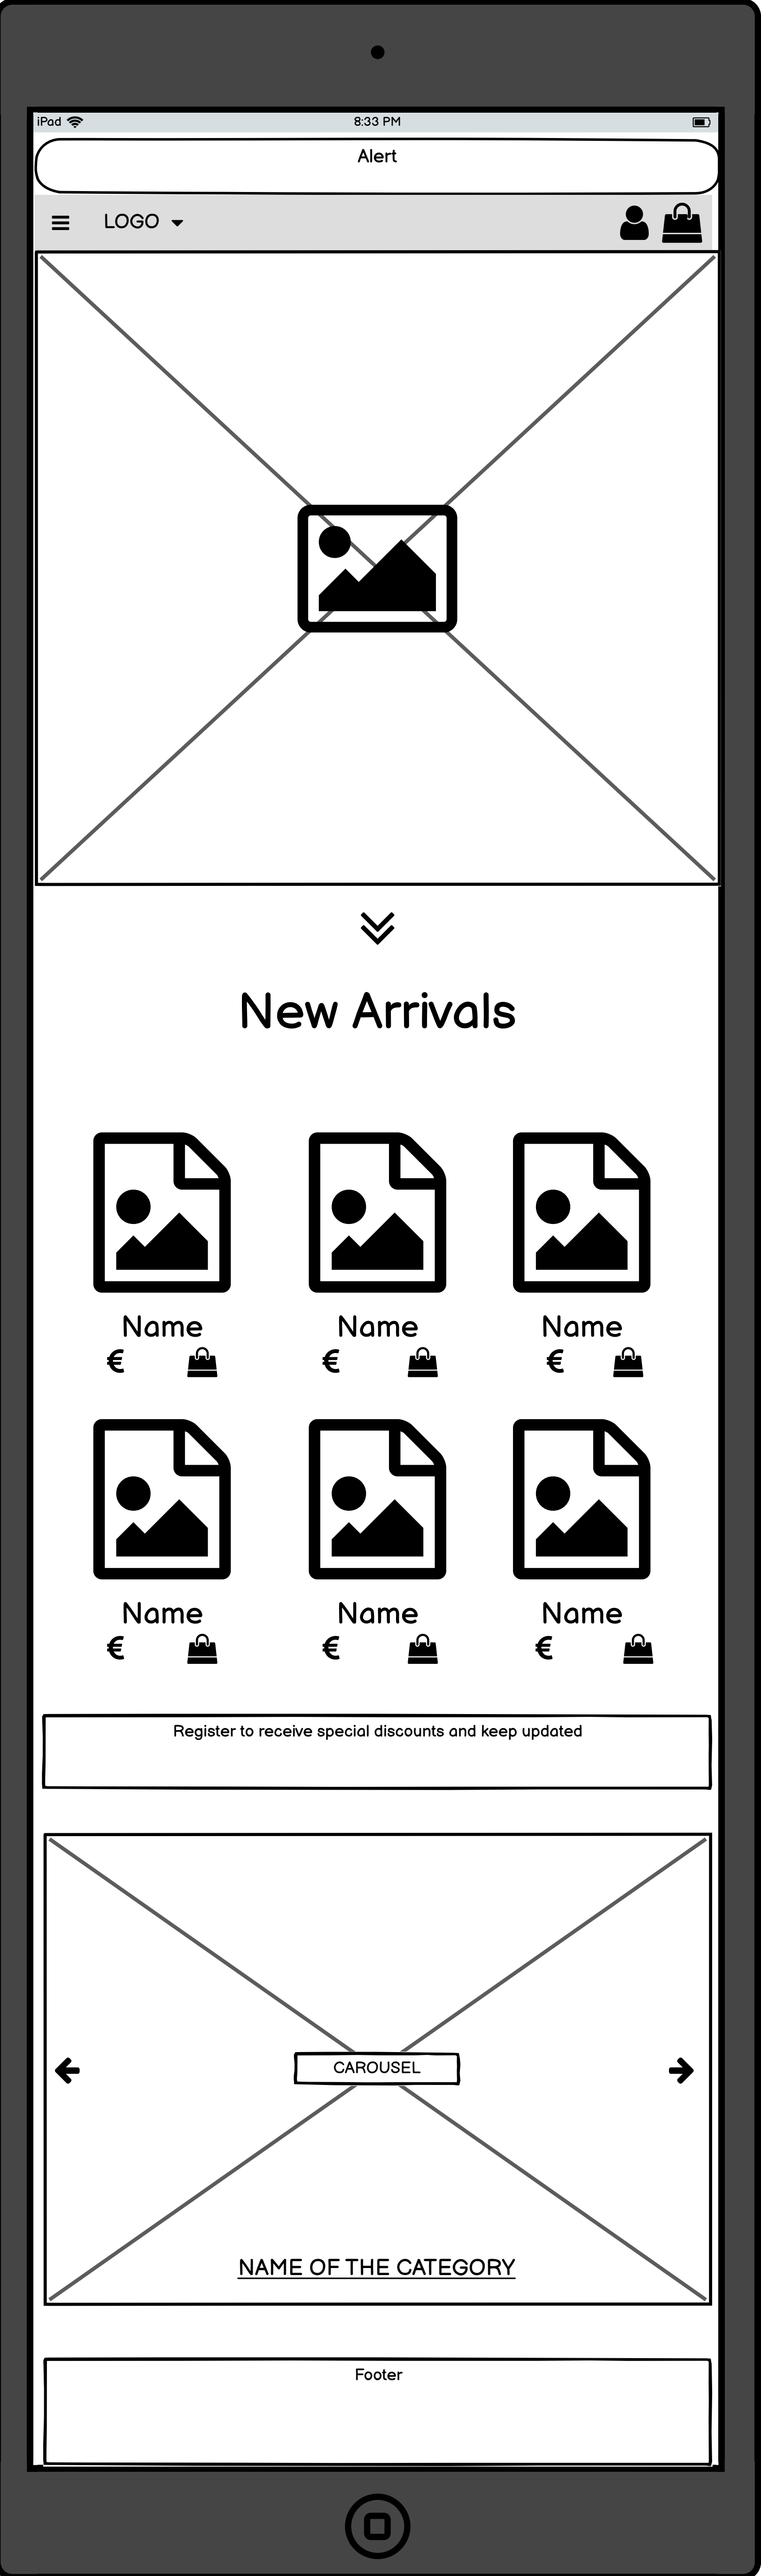 iPad 8:33 PM
Alert
LOGO
New Arrivals
Name Name Name
€ € €
Name Name Name
€ € €
Register to receive special discounts and keep updated
CAROUSEL
NAME OF THE CATEGORY
Footer